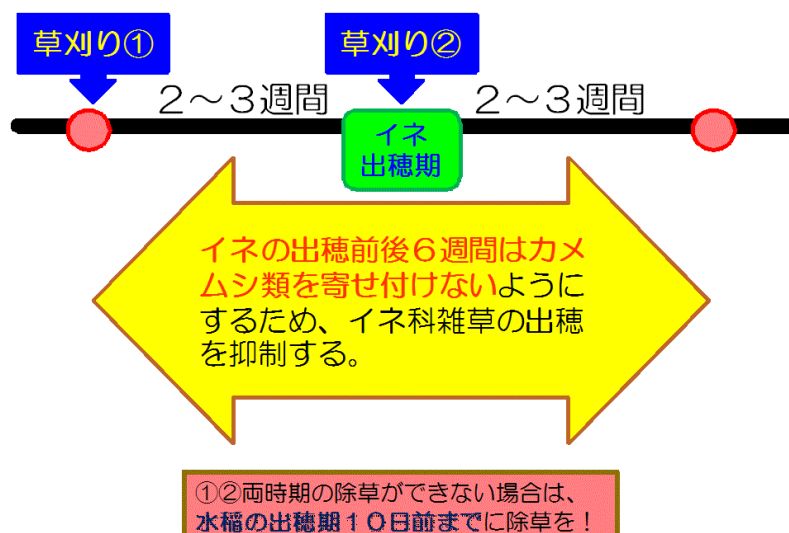 草刈り① 草刈り②
２～３週間 ２～３週間
イネ
出穂期
イネの出穂前後６週間はカメ
ムシ類を寄せ付けないように
するため、イネ科雑草の出穂
を抑制する。
①②両時期の除草ができない場合は、
水稲の出穂期１０日前までに除草を！